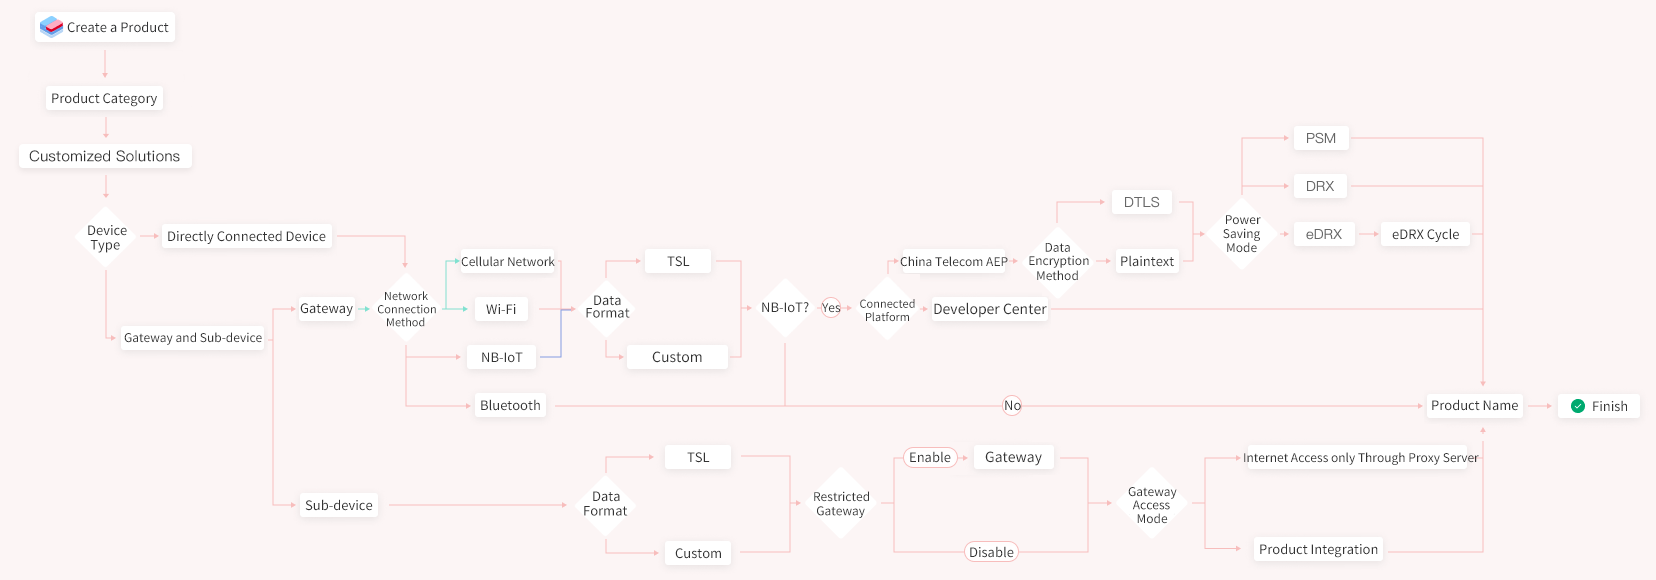 Create a Product
Product Category
Customized Solutions
Device
Type
Directly Connected Device
Gateway and Sub-device
Gateway
Network
Connection
Method
Cellular Network
Wi-Fi
NB-IoT
Bluetooth
Data
Format
TSL
Custom
NB-IoT?
Yes
No
Connected
Platform
China Telecom AEP
Developer Center
Data
Encryption
Method
DTLS
Plaintext
Power
Saving
Mode
PSM
DRX
eDRX
eDRX Cycle
Product Name
Finish
Sub-device
Data
Format
TSL
Custom
Restricted
Gateway
Enable
Gateway
Disable
Gateway
Access
Mode
Internet Access only Through Proxy Server
Product Integration